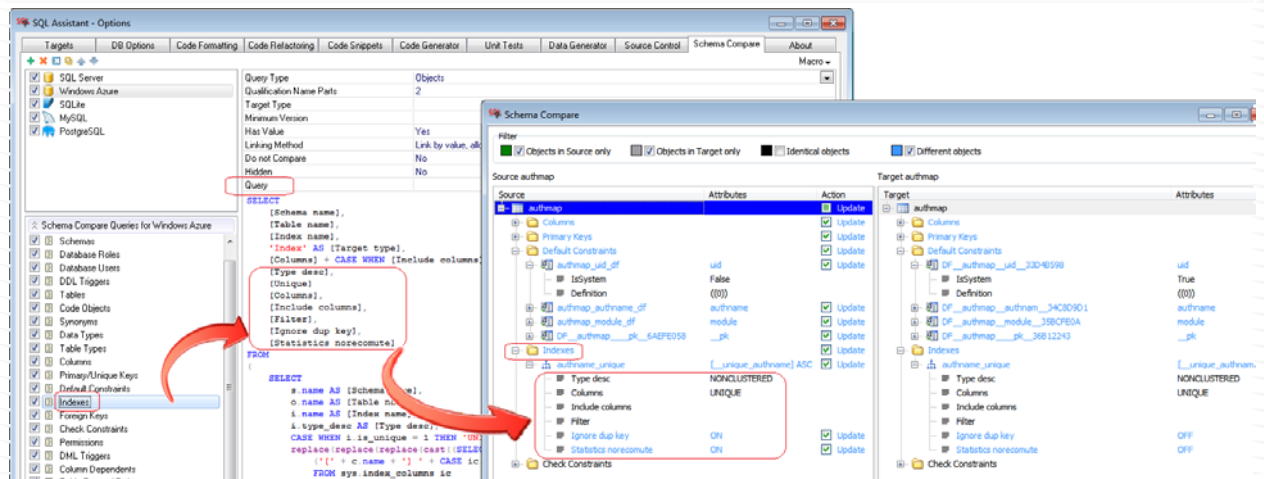 SQL Assistant - Options
Targets
DB Options
Code Formatting
Code Refactoring
Code Snippets
Code Generator
Unit Tests
Data Generator
Source Control
Schema Compare
About
Macro
SQL Server
Windows Azure
SQLite
MySQL
PostgreSQL
Query Type Objects
Qualification Name Parts 2
Target Type
Minimum Version
Has Value Yes
Linking Method Link by value,
Do not Compare No
Hidden No
Query
SELECT
[Schema name],
[Table name],
[Index name],
'Index' AS [Target type],
[Columns] + CASE WHEN [Include columns]
[Type desc],
[Unique]
[Columns],
[Include columns],
[Filter],
[Ignore dup key],
[Statistics norecomute]
FROM
(
SELECT
s.name AS [Schema
o.name AS [Table
i.name AS [Index name,
i.type_desc AS [Type desc]
CASE WHEN i.is_unique = 1 THEN
replace(replace(replace(cast((SELE
('[' + c.name + '] ' + CASE ic
FROM sys.index_columns ic
Schema Compare Queries for Windows Azure
Schemas
Database Roles
Database Users
DDL Triggers
Tables
Code Objects
Synonyms
Data Types
Table Types
Columns
Primary/Unique Keys
Default Constraints
Indexes
Foreign Keys
Check Constraints
Permissions
DML Triggers
Column Dependents
Schema Compare
Filter
Objects in Source only
Objects in Target only
Identical objects
Different objects
Source authmap
Source Attributes Action
authmap Update
Columns Update
Primary Keys Update
Default Constraints Update
authmap_uid_df uid Update
IsSystem False
Definition ((0))
authmap_authname_df authname Update
authmap_module_df module Update
DF__authmap____pk__6AEFE058 __pk Update
Indexes Update
authname_unique [__unique_authname] ASC Update
Type desc NONCLUSTERED
Columns UNIQUE
Include columns
Filter
Ignore dup key ON Update
Statistics norecomute ON Update
Check Constraints
Target authmap
Target Attributes
authmap
Columns
Primary Keys
Default Constraints
DF__authmap__uid__33D4B598 uid
IsSystem True
Definition ((0))
DF__authmap__authnam__34C8D9D1 authname
DF__authmap__module__35BCFE0A module
DF__authmap____pk__36B12243 __pk
Indexes
authname_unique [__unique_authnam
Type desc NONCLUSTERED
Columns UNIQUE
Include columns
Filter
Ignore dup key OFF
Statistics norecomute OFF
Check Constraints